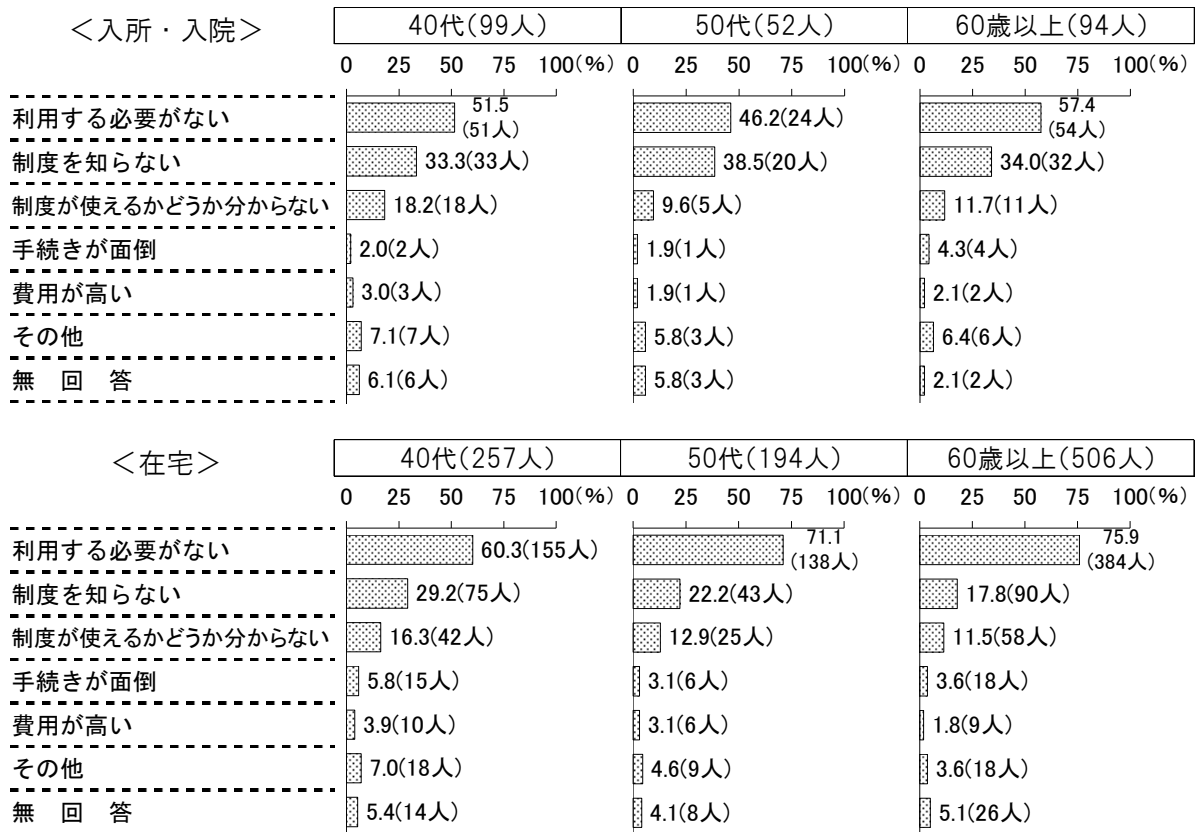 ＜入所・入院＞ 40代(99人) 50代(52人) 60歳以上(94人)
0 25 50 75 100(%) 0 25 50 75 100(%) 0 25 50 75 100(%)
利用する必要がない 51.5 (51人) 46.2(24人) 57.4 (54人)
制度を知らない 33.3(33人) 38.5(20人) 34.0(32人)
制度が使えるかどうか分からない 18.2(18人) 9.6(5人) 11.7(11人)
手続きが面倒 2.0(2人) 1.9(1人) 4.3(4人)
費用が高い 3.0(3人) 1.9(1人) 2.1(2人)
その他 7.1(7人) 5.8(3人) 6.4(6人)
無　回　答 6.1(6人) 5.8(3人) 2.1(2人)
＜在宅＞ 40代(257人) 50代(194人) 60歳以上(506人)
0 25 50 75 100(%) 0 25 50 75 100(%) 0 25 50 75 100(%)
利用する必要がない 60.3(155人) 71.1 (138人) 75.9 (384人)
制度を知らない 29.2(75人) 22.2(43人) 17.8(90人)
制度が使えるかどうか分からない 16.3(42人) 12.9(25人) 11.5(58人)
手続きが面倒 5.8(15人) 3.1(6人) 3.6(18人)
費用が高い 3.9(10人) 3.1(6人) 1.8(9人)
その他 7.0(18人) 4.6(9人) 3.6(18人)
無　回　答 5.4(14人) 4.1(8人) 5.1(26人)